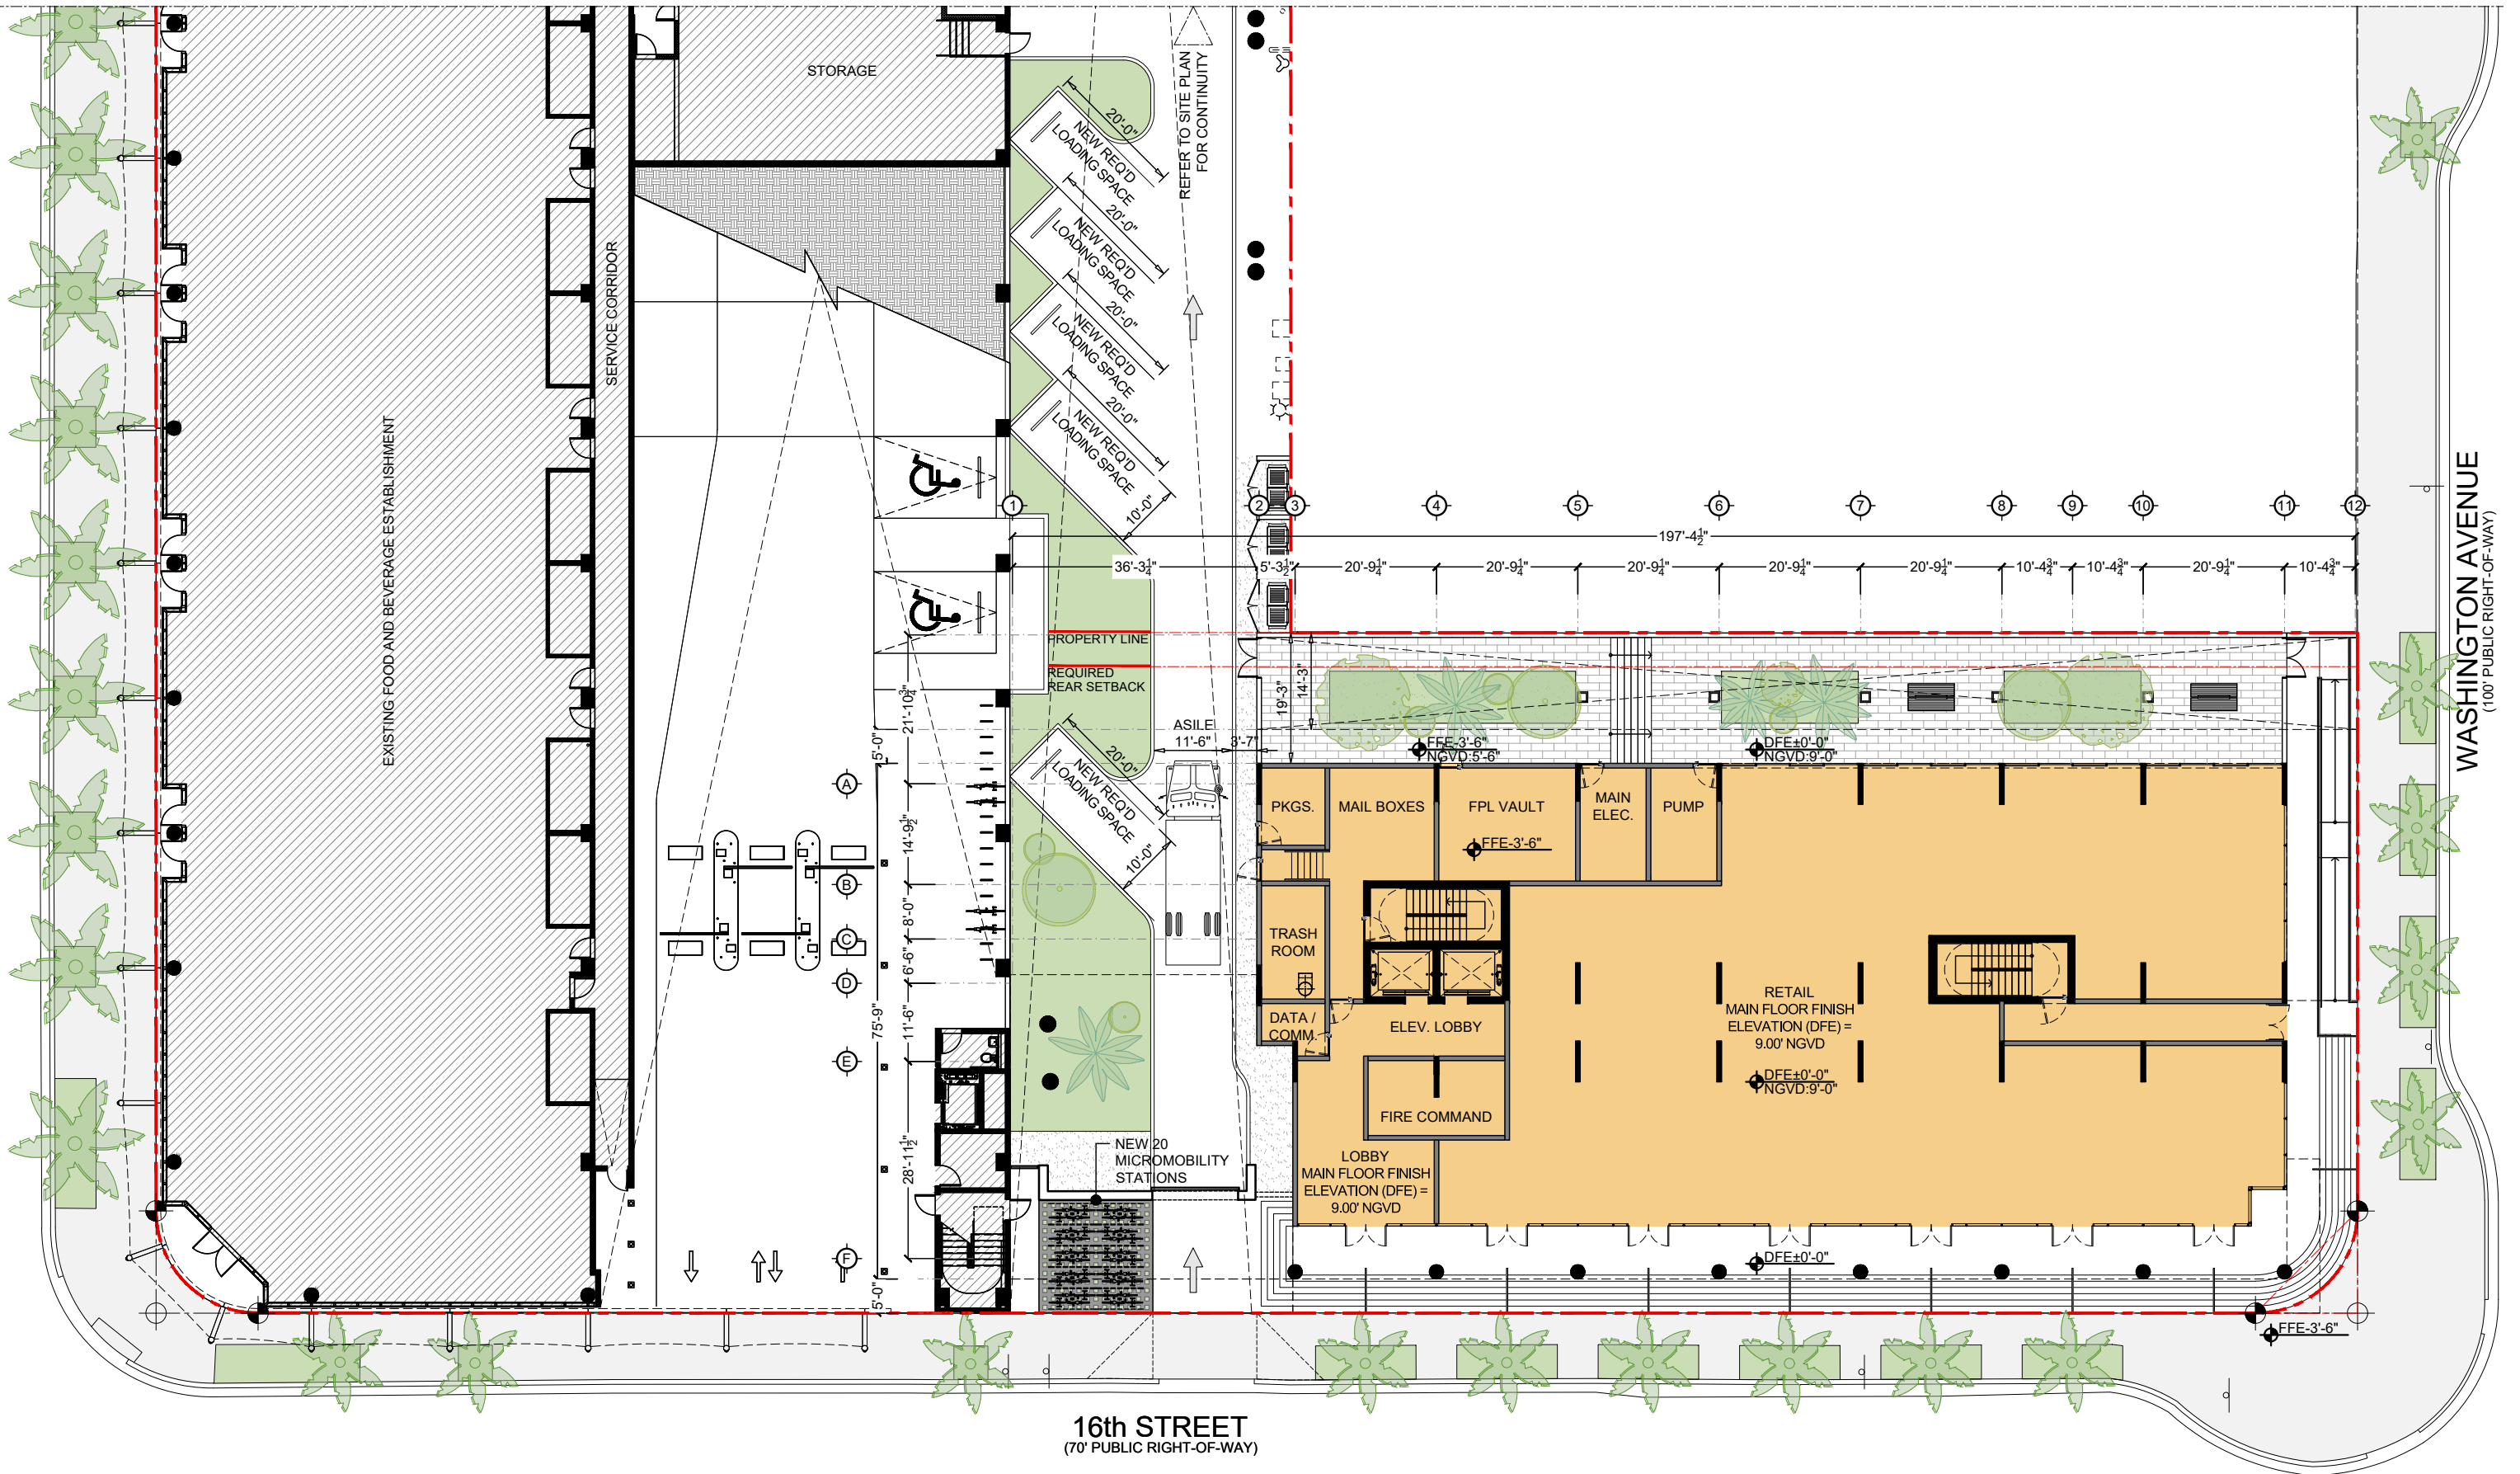 STORAGE
REFER TO SITE PLAN
FOR CONTINUITY
20'-0"
NEW REQ'D
LOADING SPACE
20'-0"
NEW REQ'D
LOADING SPACE
20'-0"
NEW REQ'D
LOADING SPACE
20'-0"
NEW REQ'D
LOADING SPACE
10'-0"
SERVICE CORRIDOR
EXISTING FOOD AND BEVERAGE ESTABLISHMENT
1
2
3
4
5
6
7
8
9
10
11
12
197'-4½"
36'-3¼"
5'-3½"
20'-9¼"
20'-9¼"
20'-9¼"
20'-9¼"
20'-9¼"
10'-4¾"
10'-4¾"
20'-9¼"
10'-4¾"
WASHINGTON AVENUE
(100' PUBLIC RIGHT-OF-WAY)
PROPERTY LINE
REQUIRED
REAR SETBACK
21'-10¾"
5'-0"
19'-3"
14'-3"
ASILE
11'-6"
3'-7"
FFE-3'-6"
NGVD:5'-6"
DFE±0'-0"
NGVD:9'-0"
20'-0"
NEW REQ'D
LOADING SPACE
10'-0"
A
B
C
D
E
F
14'-9½"
8'-0"
6'-6"
11'-6"
75'-9"
28'-11½"
5'-0"
PKGS.
MAIL BOXES
FPL VAULT
MAIN
ELEC.
PUMP
FFE-3'-6"
TRASH
ROOM
DATA /
COMM.
ELEV. LOBBY
FIRE COMMAND
RETAIL
MAIN FLOOR FINISH
ELEVATION (DFE) =
9.00' NGVD
DFE±0'-0"
NGVD:9'-0"
NEW 20
MICROMOBILITY
STATIONS
LOBBY
MAIN FLOOR FINISH
ELEVATION (DFE) =
9.00' NGVD
DFE±0'-0"
FFE-3'-6"
16th STREET
(70' PUBLIC RIGHT-OF-WAY)